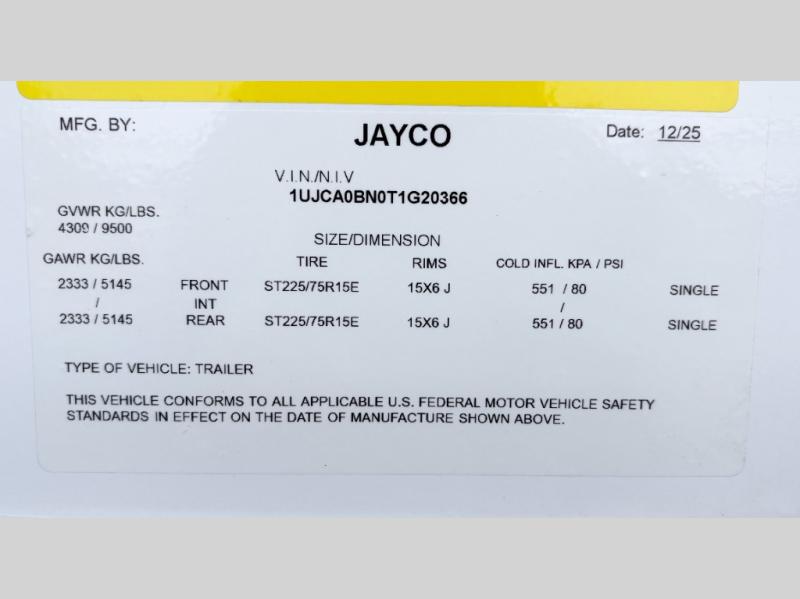 MFG. BY: JAYCO Date: 12/25
V.I.N./N.I.V
1UJCA0BN0T1G20366
GVWR KG/LBS.
4309 / 9500
SIZE/DIMENSION
GAWR KG/LBS. TIRE RIMS COLD INFL. KPA / PSI
2333 / 5145 FRONT ST225/75R15E 15X6 J 551 / 80 SINGLE
/ INT /
2333 / 5145 REAR ST225/75R15E 15X6 J 551 / 80 SINGLE
TYPE OF VEHICLE: TRAILER
THIS VEHICLE CONFORMS TO ALL APPLICABLE U.S. FEDERAL MOTOR VEHICLE SAFETY
STANDARDS IN EFFECT ON THE DATE OF MANUFACTURE SHOWN ABOVE.